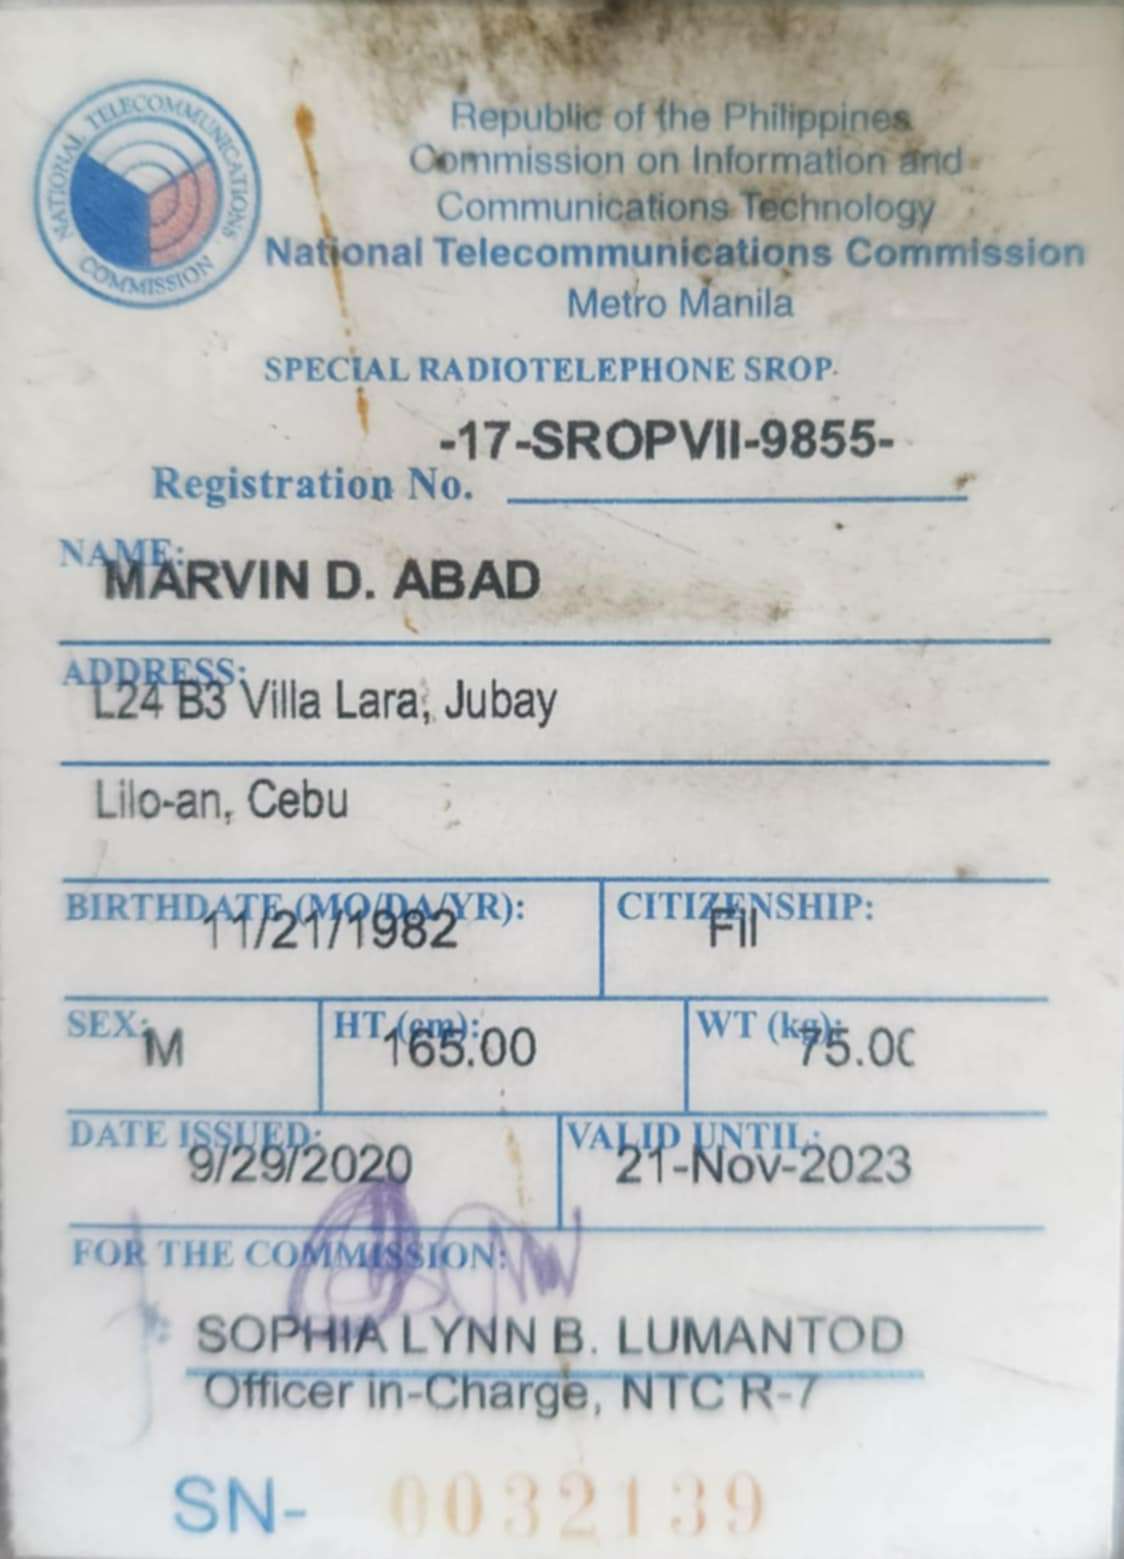 NATIONAL TELECOMMUNICATIONS COMMISSION
Republic of the Philippines
Commission on Information and
Communications Technology
National Telecommunications Commission
Metro Manila
SPECIAL RADIOTELEPHONE SROP.
-17-SROPVII-9855-
Registration No.
NAME:
MARVIN D. ABAD
ADDRESS:
L24 B3 Villa Lara, Jubay
Lilo-an, Cebu
BIRTHDATE (MO/DA/YR): CITIZENSHIP:
11/21/1982 Fil
SEX: HT (cm): WT (kg):
M 165.00 75.00
DATE ISSUED: VALID UNTIL:
9/29/2020 21-Nov-2023
FOR THE COMMISSION:
SOPHIA LYNN B. LUMANTOD
Officer in-Charge, NTC R-7
SN- 0032139